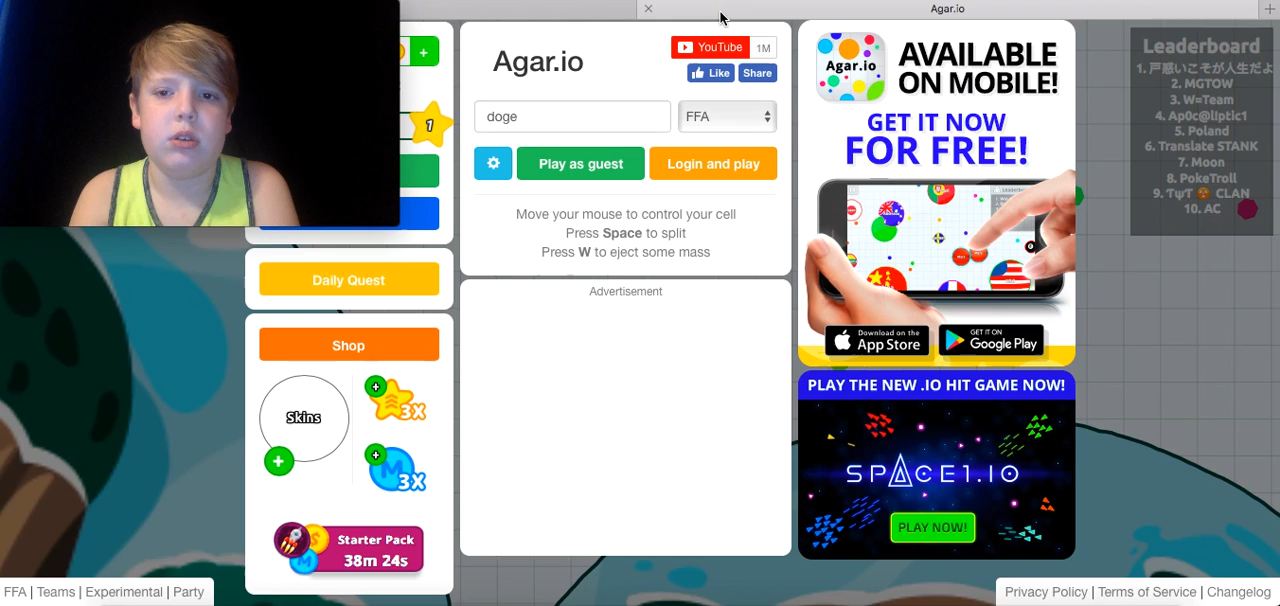 Agar.io
+
1
Daily Quest
Shop
Skins
+
+
3X
+
M
3X
Starter Pack
$
M
38m 24s
Agar.io
YouTube
1M
Like
Share
doge
FFA
Play as guest
Login and play
Move your mouse to control your cell
Press Space to split
Press W to eject some mass
Advertisement
Agar.io
AVAILABLE
ON MOBILE!
GET IT NOW
FOR FREE!
Download on the
App Store
GET IT ON
Google Play
PLAY THE NEW .IO HIT GAME NOW!
SPACE1.IO
PLAY NOW!
Leaderboard
1. 戸惑いこそが人生だよ
2. MGTOW
3. W=Team
4. Ap0c@llptic1
5. Poland
6. Translate STANK
7. Moon
8. PokeTroll
9. TψT 😡 CLAN
10. AC
FFA | Teams | Experimental | Party
Privacy Policy | Terms of Service | Changelog